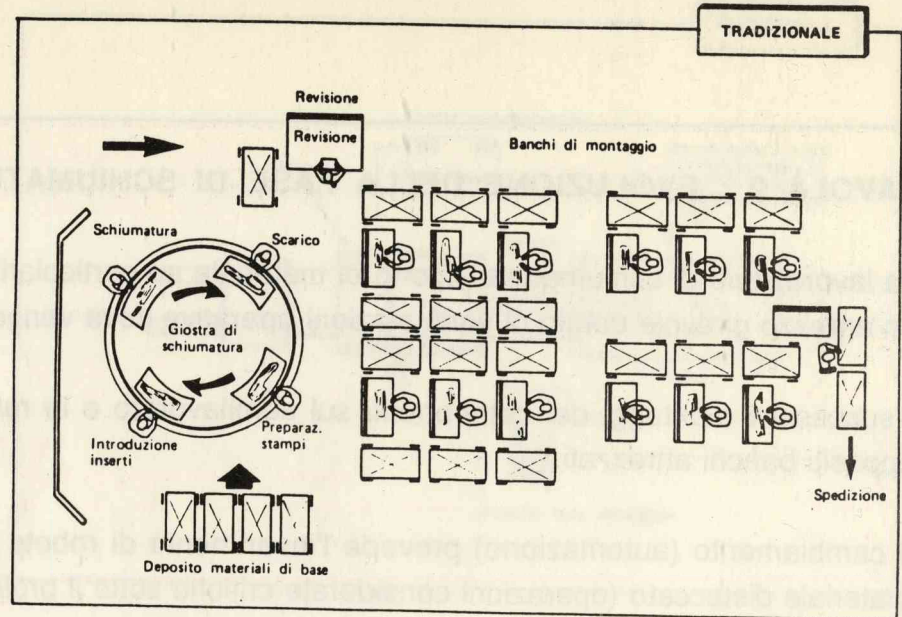 TRADIZIONALE
Revisione
Revisione
Banchi di montaggio
Schiumatura
Scarico
Giostra di
schiumatura
Introduzione
inserti
Preparaz.
stampi
Spedizione
Deposito materiali di base